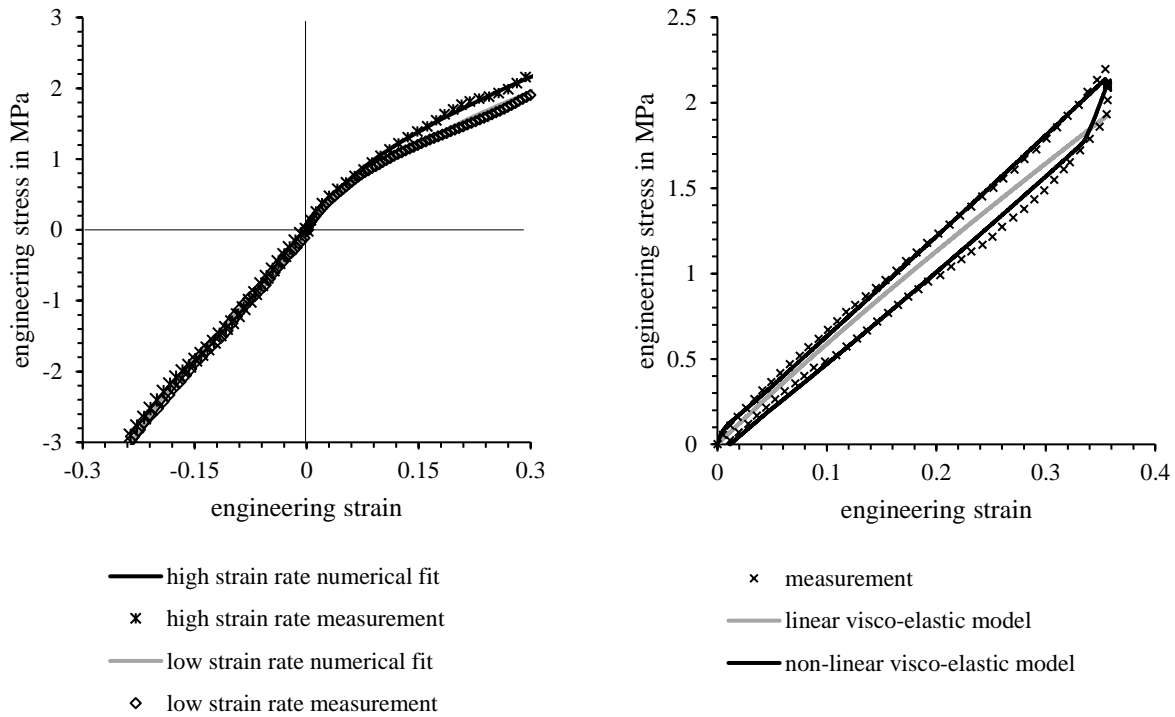 3
2
1
0
-1
-2
-3
engineering stress in MPa
-0.3
-0.15
0
0.15
0.3
engineering strain
high strain rate numerical fit
high strain rate measurement
low strain rate numerical fit
low strain rate measurement
2.5
2
1.5
1
0.5
0
engineering stress in MPa
0
0.1
0.2
0.3
0.4
engineering strain
measurement
linear visco-elastic model
non-linear visco-elastic model